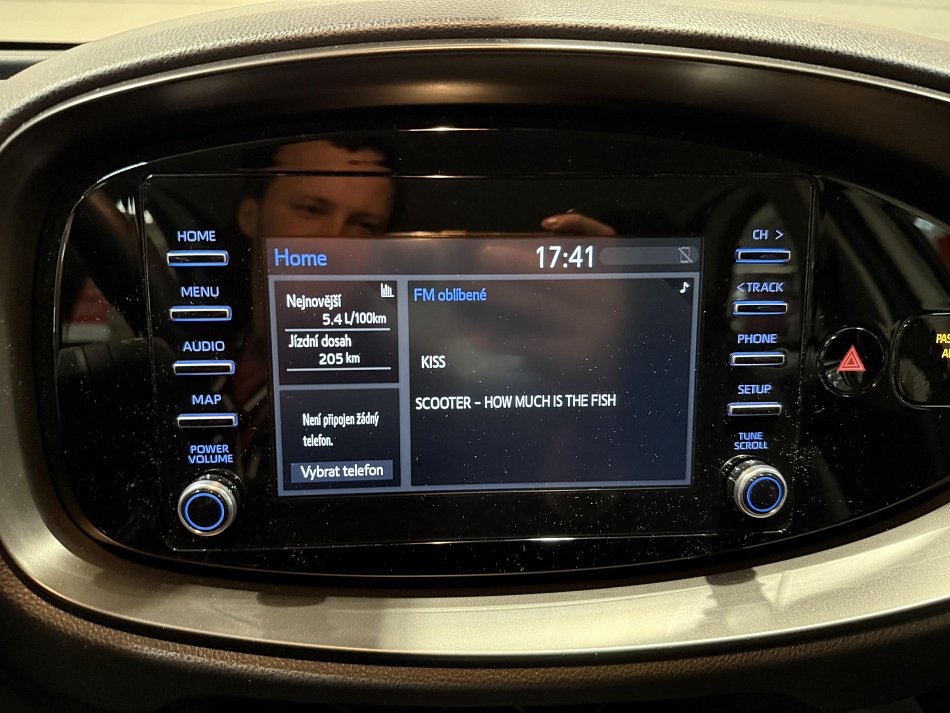 HOME
MENU
AUDIO
MAP
POWER
VOLUME
Home
17:41
Nejnovější
5.4 L/100km
Jízdní dosah
205 km
Není připojen žádný
telefon.
Vybrat telefon
FM oblíbené
KISS
SCOOTER - HOW MUCH IS THE FISH
CH >
< TRACK
PHONE
SETUP
TUNE
SCROLL